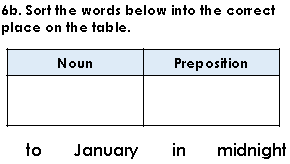 6b. Sort the words below into the correct
place on the table.
Noun Preposition
to January in midnight